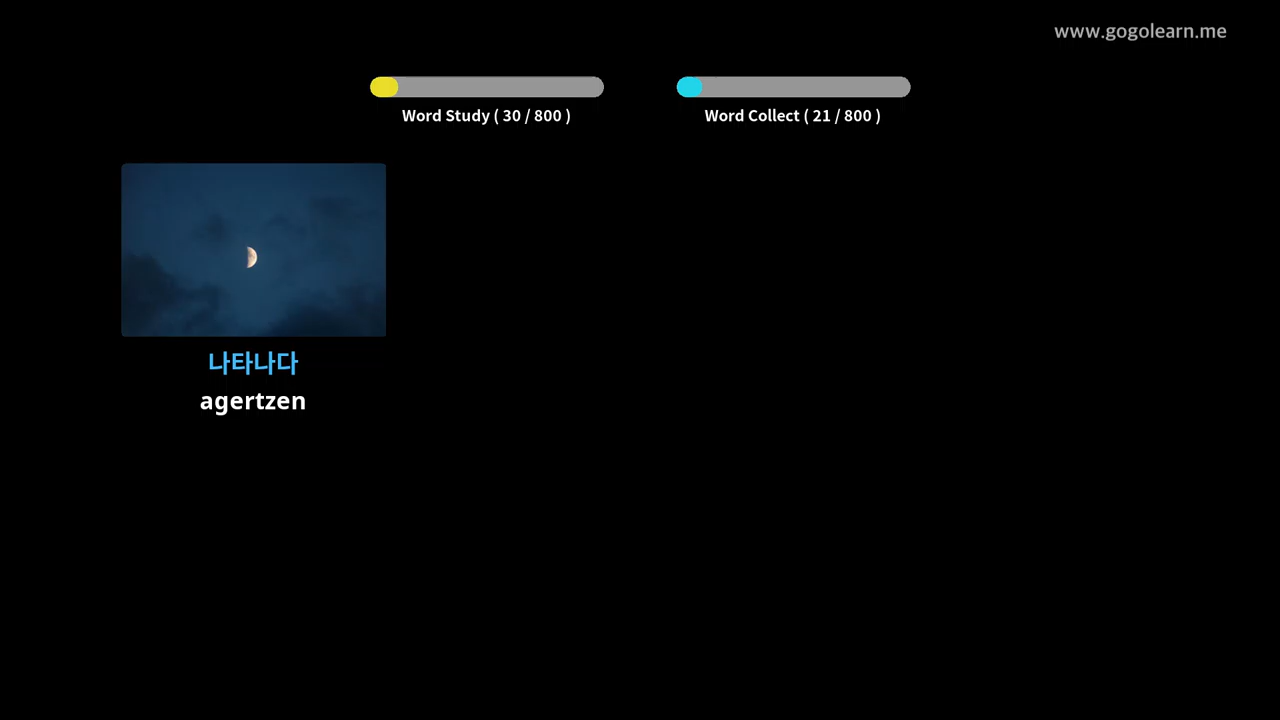 www.gogolearn.me
Word Study ( 30 / 800 )
Word Collect ( 21 / 800 )
나타나다
agertzen